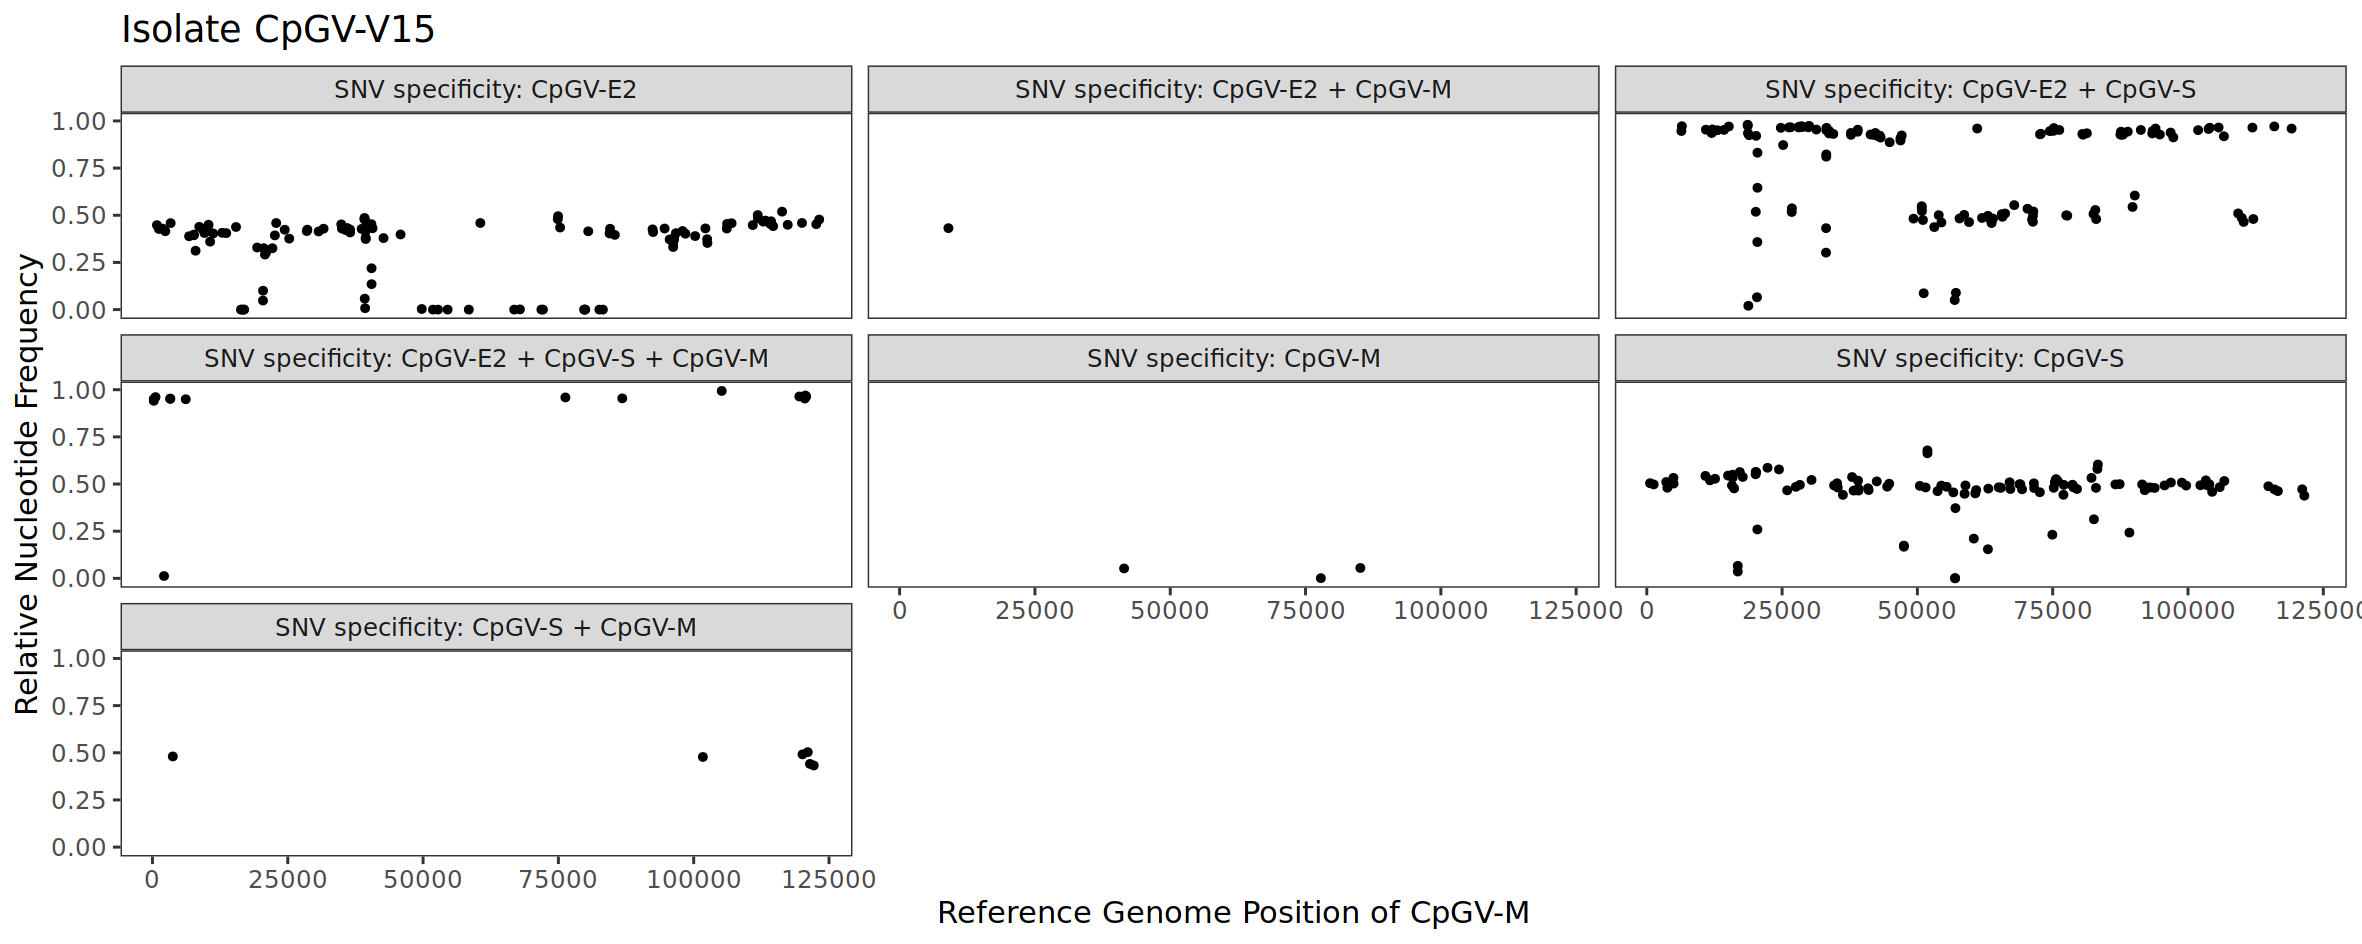 Isolate CpGV-V15
SNV specificity: CpGV-E2
SNV specificity: CpGV-E2 + CpGV-M
SNV specificity: CpGV-E2 + CpGV-S
1.00
0.75
0.50
0.25
0.00
SNV specificity: CpGV-E2 + CpGV-S + CpGV-M
SNV specificity: CpGV-M
SNV specificity: CpGV-S
1.00
0.75
0.50
0.25
0.00
0 25000 50000 75000 100000 125000
0 25000 50000 75000 100000 12500
SNV specificity: CpGV-S + CpGV-M
1.00
0.75
0.50
0.25
0.00
0 25000 50000 75000 100000 125000
Relative Nucleotide Frequency
Reference Genome Position of CpGV-M